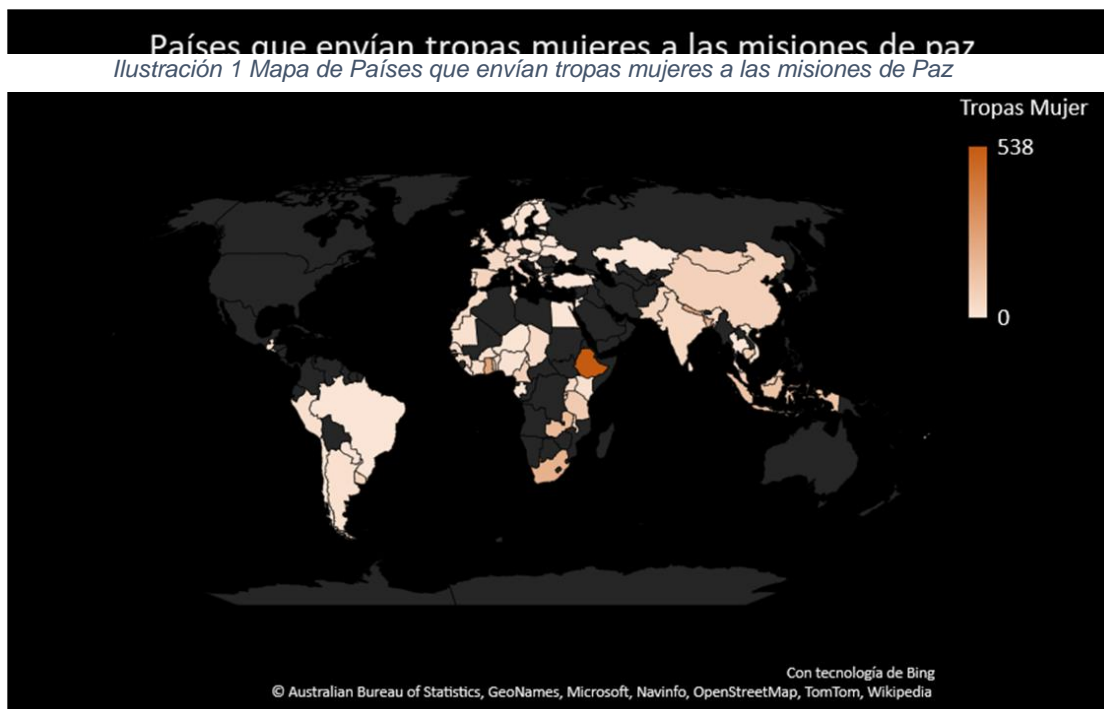 Países que envían tropas mujeres a las misiones de paz
Ilustración 1 Mapa de Países que envían tropas mujeres a las misiones de Paz
Tropas Mujer
538
0
Con tecnología de Bing
© Australian Bureau of Statistics, GeoNames, Microsoft, Navinfo, OpenStreetMap, TomTom, Wikipedia